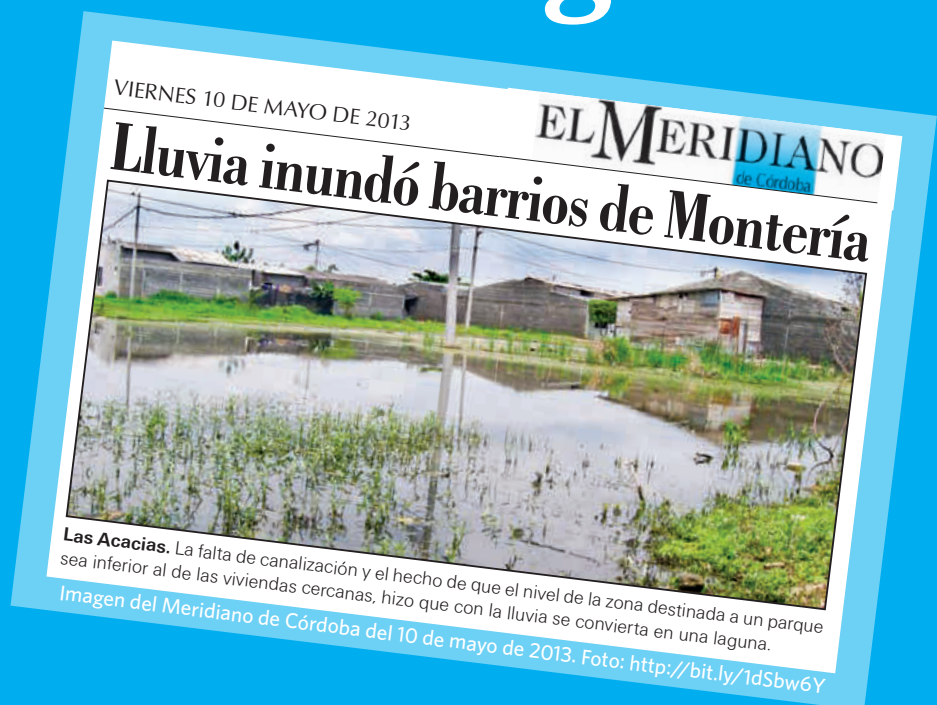 VIERNES 10 DE MAYO DE 2013
EL MERIDIANO
de Córdoba
Lluvia inundó barrios de Montería
Las Acacias. La falta de canalización y el hecho de que el nivel de la zona destinada a un parque
sea inferior al de las viviendas cercanas, hizo que con la lluvia se convierta en una laguna.
Imagen del Meridiano de Córdoba del 10 de mayo de 2013. Foto: http://bit.ly/1dSbw6Y